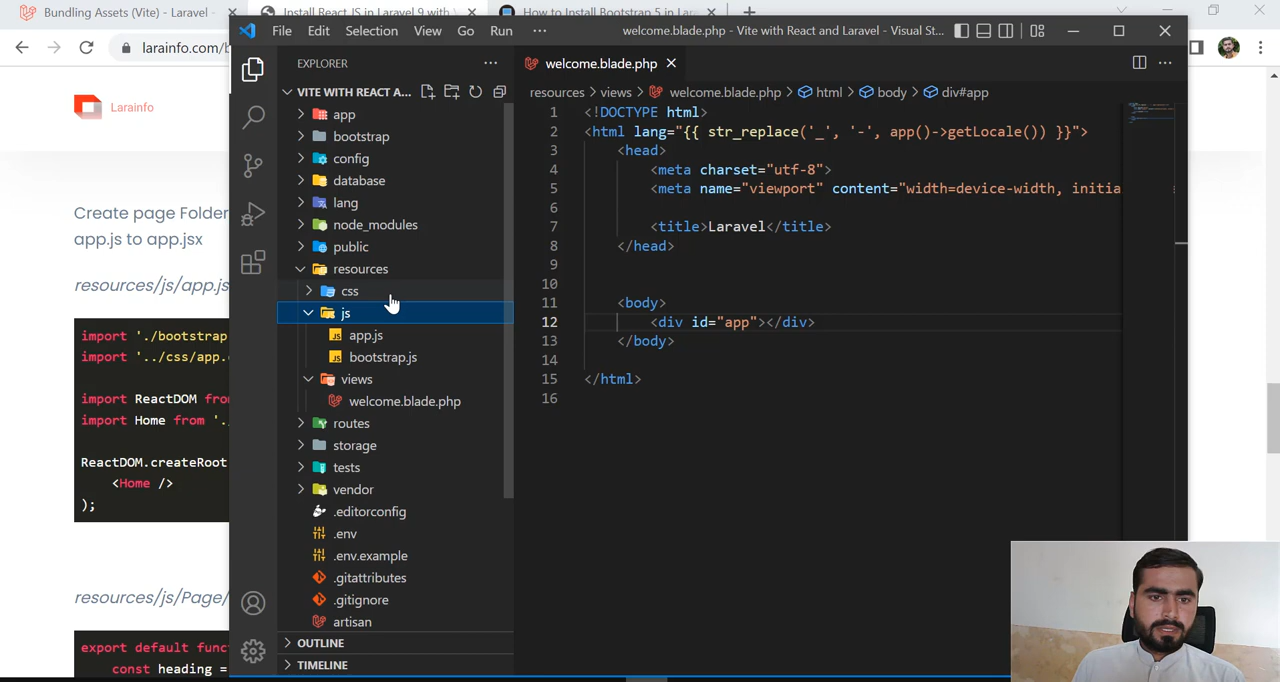 Bundling Assets (Vite) - Laravel
Install React JS in Laravel 9 with
How to Install Bootstrap 5 in Lar
larainfo.com/b
Larainfo
Create page Folder
app.js to app.jsx
resources/js/app.js
import './bootstrap
import '../css/app.
import ReactDOM from
import Home from '.
ReactDOM.createRoot
<Home />
);
resources/js/Page/
export default func
const heading =
File Edit Selection View Go Run ···
welcome.blade.php - Vite with React and Laravel - Visual St...
EXPLORER
VITE WITH REACT A...
app
bootstrap
config
database
lang
node_modules
public
resources
css
js
app.js
bootstrap.js
views
welcome.blade.php
routes
storage
tests
vendor
.editorconfig
.env
.env.example
.gitattributes
.gitignore
artisan
OUTLINE
TIMELINE
welcome.blade.php
resources > views > welcome.blade.php > html > body > div#app
1 <!DOCTYPE html>
2 <html lang="{{ str_replace('_', '-', app()->getLocale()) }}">
3 <head>
4 <meta charset="utf-8">
5 <meta name="viewport" content="width=device-width, initia
6
7 <title>Laravel</title>
8 </head>
9
10
11 <body>
12 <div id="app"></div>
13 </body>
14
15 </html>
16